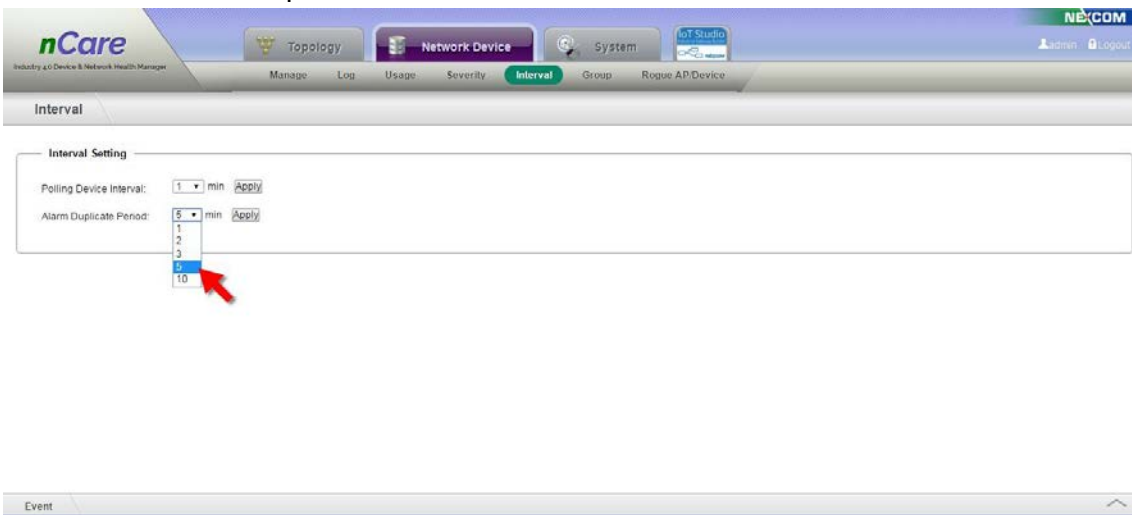 NEXCOM
nCare
Industry 4.0 Device & Network Health Manager
Topology Network Device System IoT Studio
admin Logout
Manage Log Usage Severity Interval Group Rogue AP/Device
Interval
Interval Setting
Polling Device Interval: 1 min Apply
Alarm Duplicate Period: 5 min Apply
1
2
3
5
10
Event